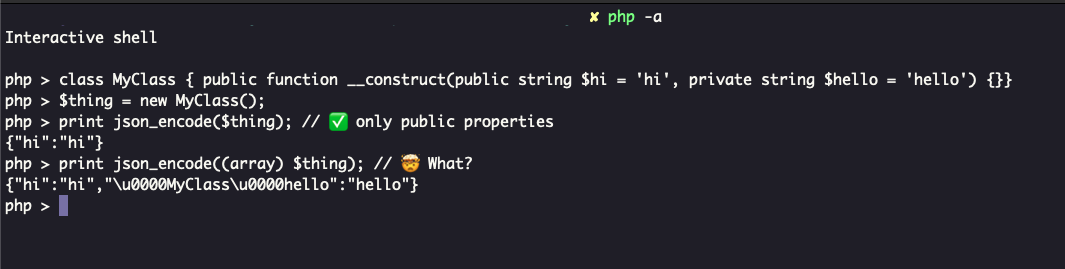 ✘ php -a
Interactive shell
php > class MyClass { public function __construct(public string $hi = 'hi', private string $hello = 'hello') {}}
php > $thing = new MyClass();
php > print json_encode($thing); // ✅ only public properties
{"hi":"hi"}
php > print json_encode((array) $thing); // 🤯 What?
{"hi":"hi","\u0000MyClass\u0000hello":"hello"}
php >